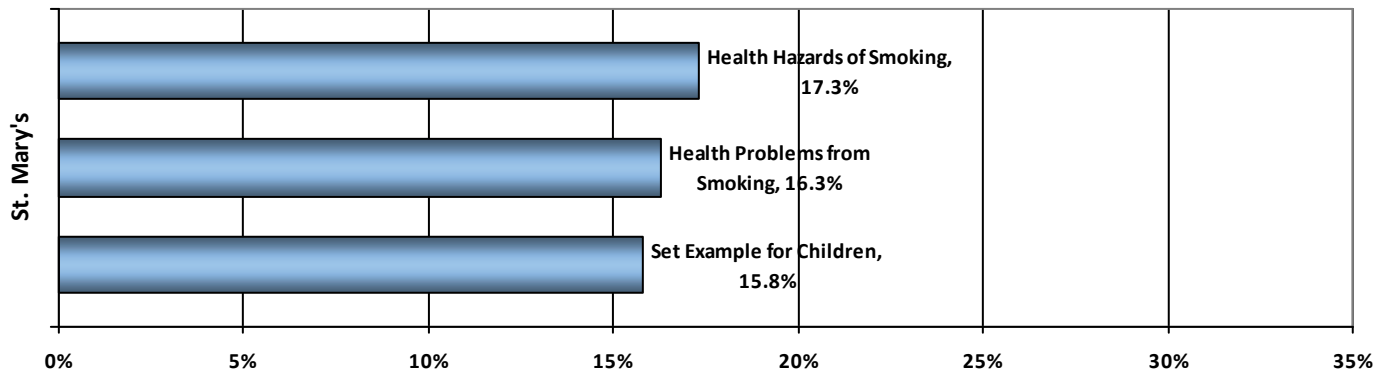 St. Mary's
Health Hazards of Smoking,
17.3%
Health Problems from
Smoking, 16.3%
Set Example for Children,
15.8%
0% 5% 10% 15% 20% 25% 30% 35%